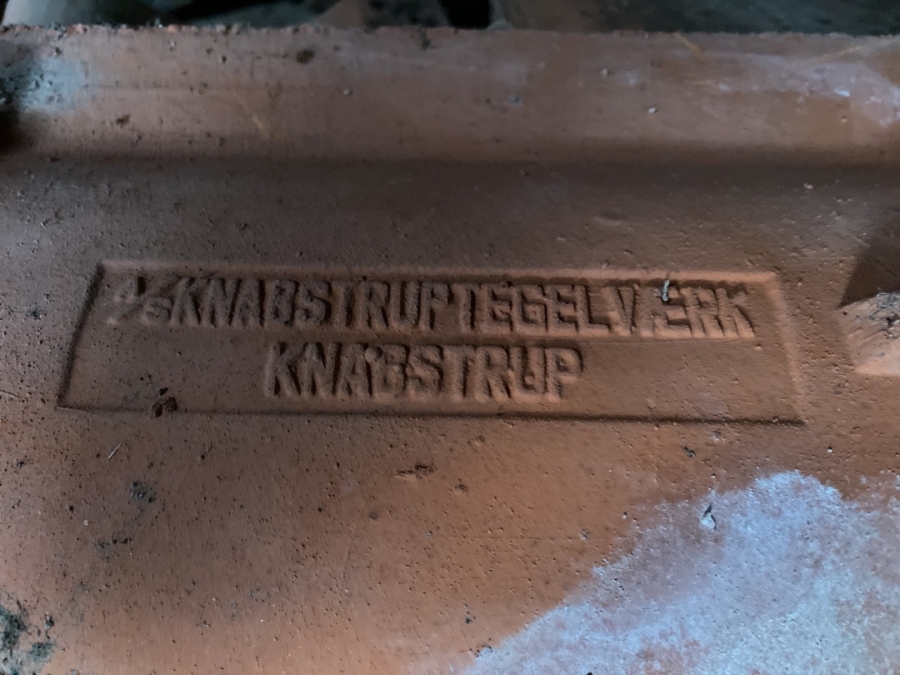 A/S KNABSTRUP TEGELVÆRK
KNABSTRUP